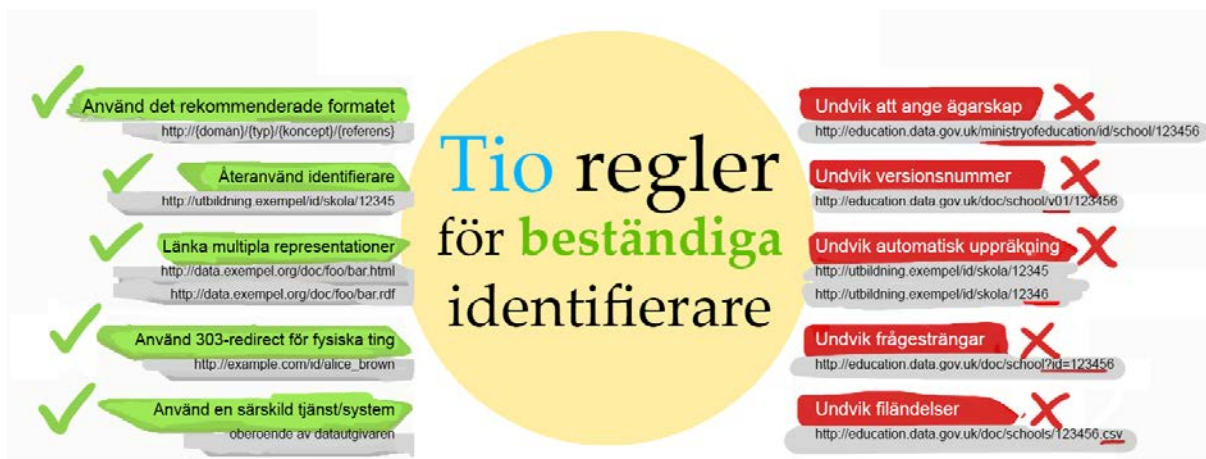 Använd det rekommenderade formatet
http://{domän}/{typ}/{koncept}/{referens}
Återanvänd identifierare
http://utbildning.exempel/id/skola/12345
Länka multipla representationer
http://data.exempel.org/doc/foo/bar.html
http://data.exempel.org/doc/foo/bar.rdf
Använd 303-redirect för fysiska ting
http://example.com/id/alice_brown
Använd en särskild tjänst/system
oberoende av datautgivaren
Tio regler
för beständiga
identifierare
Undvik att ange ägarskap
http://education.data.gov.uk/ministryofeducation/id/school/123456
Undvik versionsnummer
http://education.data.gov.uk/doc/school/v01/123456
Undvik automatisk uppräkning
http://utbildning.exempel/id/skola/12345
http://utbildning.exempel/id/skola/12346
Undvik frågesträngar
http://education.data.gov.uk/doc/school?id=123456
Undvik filändelser
http://education.data.gov.uk/doc/schools/123456.csv